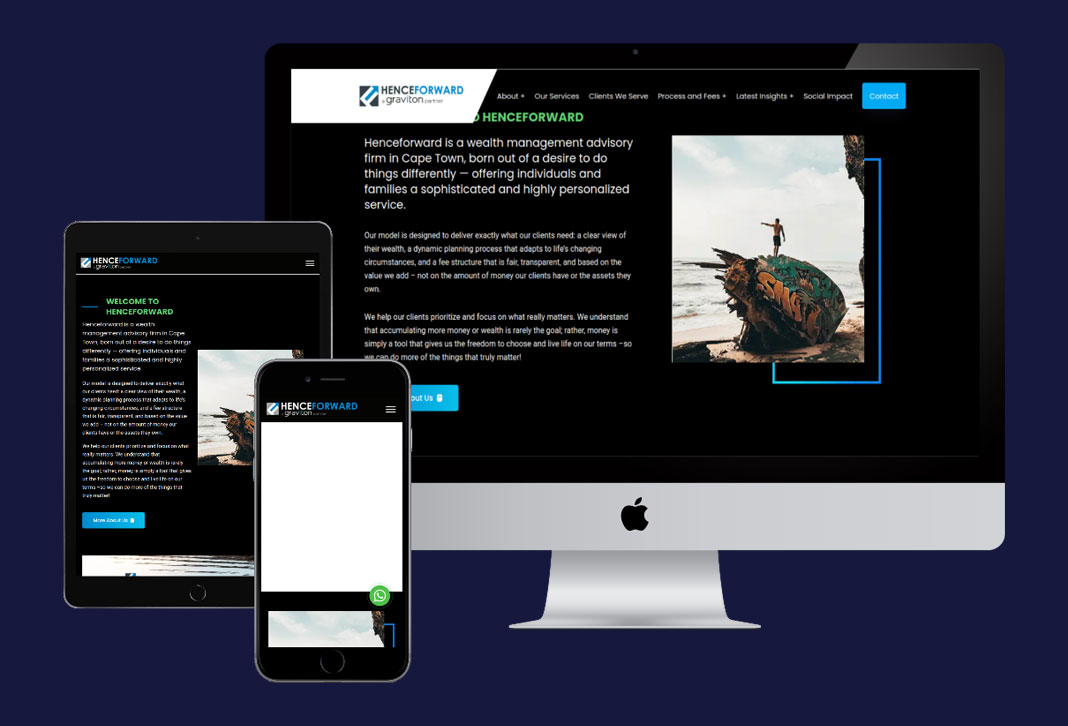 HENCEFORWARD
a graviton partner
About +
Our Services
Clients We Serve
Process and Fees +
Latest Insights +
Social Impact
Contact
HENCEFORWARD
Henceforward is a wealth management advisory
firm in Cape Town, born out of a desire to do
things differently — offering individuals and
families a sophisticated and highly personalized
service.
Our model is designed to deliver exactly what our clients need: a clear view of
their wealth, a dynamic planning process that adapts to life's changing
circumstances, and a fee structure that is fair, transparent, and based on the
value we add – not on the amount of money our clients have or the assets they
own.
We help our clients prioritize and focus on what really matters. We understand
that accumulating more money or wealth is rarely the goal; rather, money is
simply a tool that gives us the freedom to choose and live life on our terms –so
we can do more of the things that truly matter!
out Us
HENCEFORWARD
a graviton partner
WELCOME TO
HENCEFORWARD
Henceforward is a wealth
management advisory firm in Cape
Town, born out of a desire to do things
differently — offering individuals and
families a sophisticated and highly
personalized service.
Our model is designed to deliver exactly what
our clients need: a clear view of their wealth, a
dynamic planning process that adapts to life's
changing circumstances, and a fee structure
that is fair, transparent, and based on the value
we add – not on the amount of money our
clients have or the assets they own.
We help our clients prioritize and focus on what
really matters. We understand that
accumulating more money or wealth is rarely
the goal; rather, money is simply a tool that gives
us the freedom to choose and live life on our
terms –so we can do more of the things that
truly matter!
More About Us
HENCEFORWARD
a graviton partner